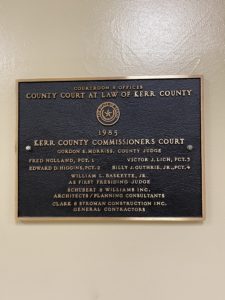 COURTROOM & OFFICES
COUNTY COURT AT LAW OF KERR COUNTY
1985
KERR COUNTY COMMISSIONERS COURT
GORDON S. MORRISS, COUNTY JUDGE
FRED HOLLAND, PCT. 1 VICTOR J. LICH, PCT. 3
EDWARD D. HIGGINS, PCT. 2 BILLY J. GUTHRIE, JR., PCT. 4
WILLIAM L. BASKETTE, JR.
AS FIRST PRESIDING JUDGE
SCHUBERT & WILLIAMS INC.
ARCHITECTS/PLANNING CONSULTANTS
CLARK & STROMAN CONSTRUCTION INC.
GENERAL CONTRACTORS